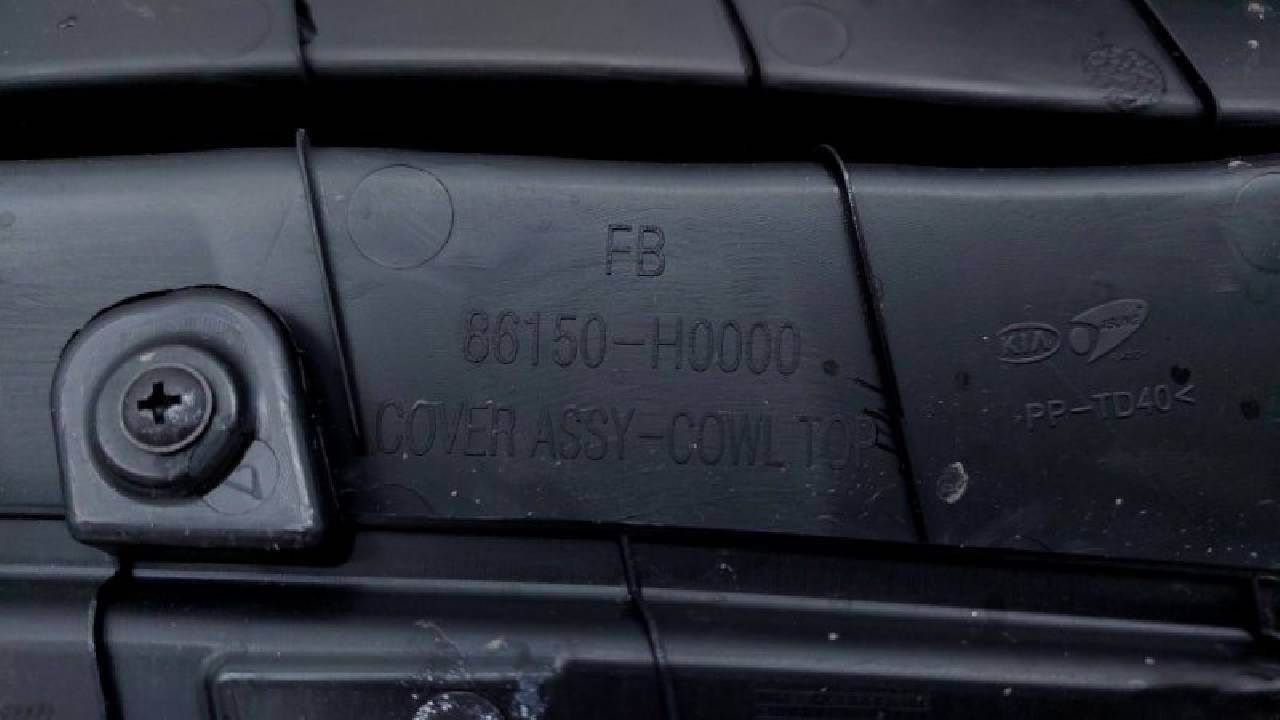 FB
86150-H0000
COVER ASSY-COWL TOP
KIA
PP-TD40<